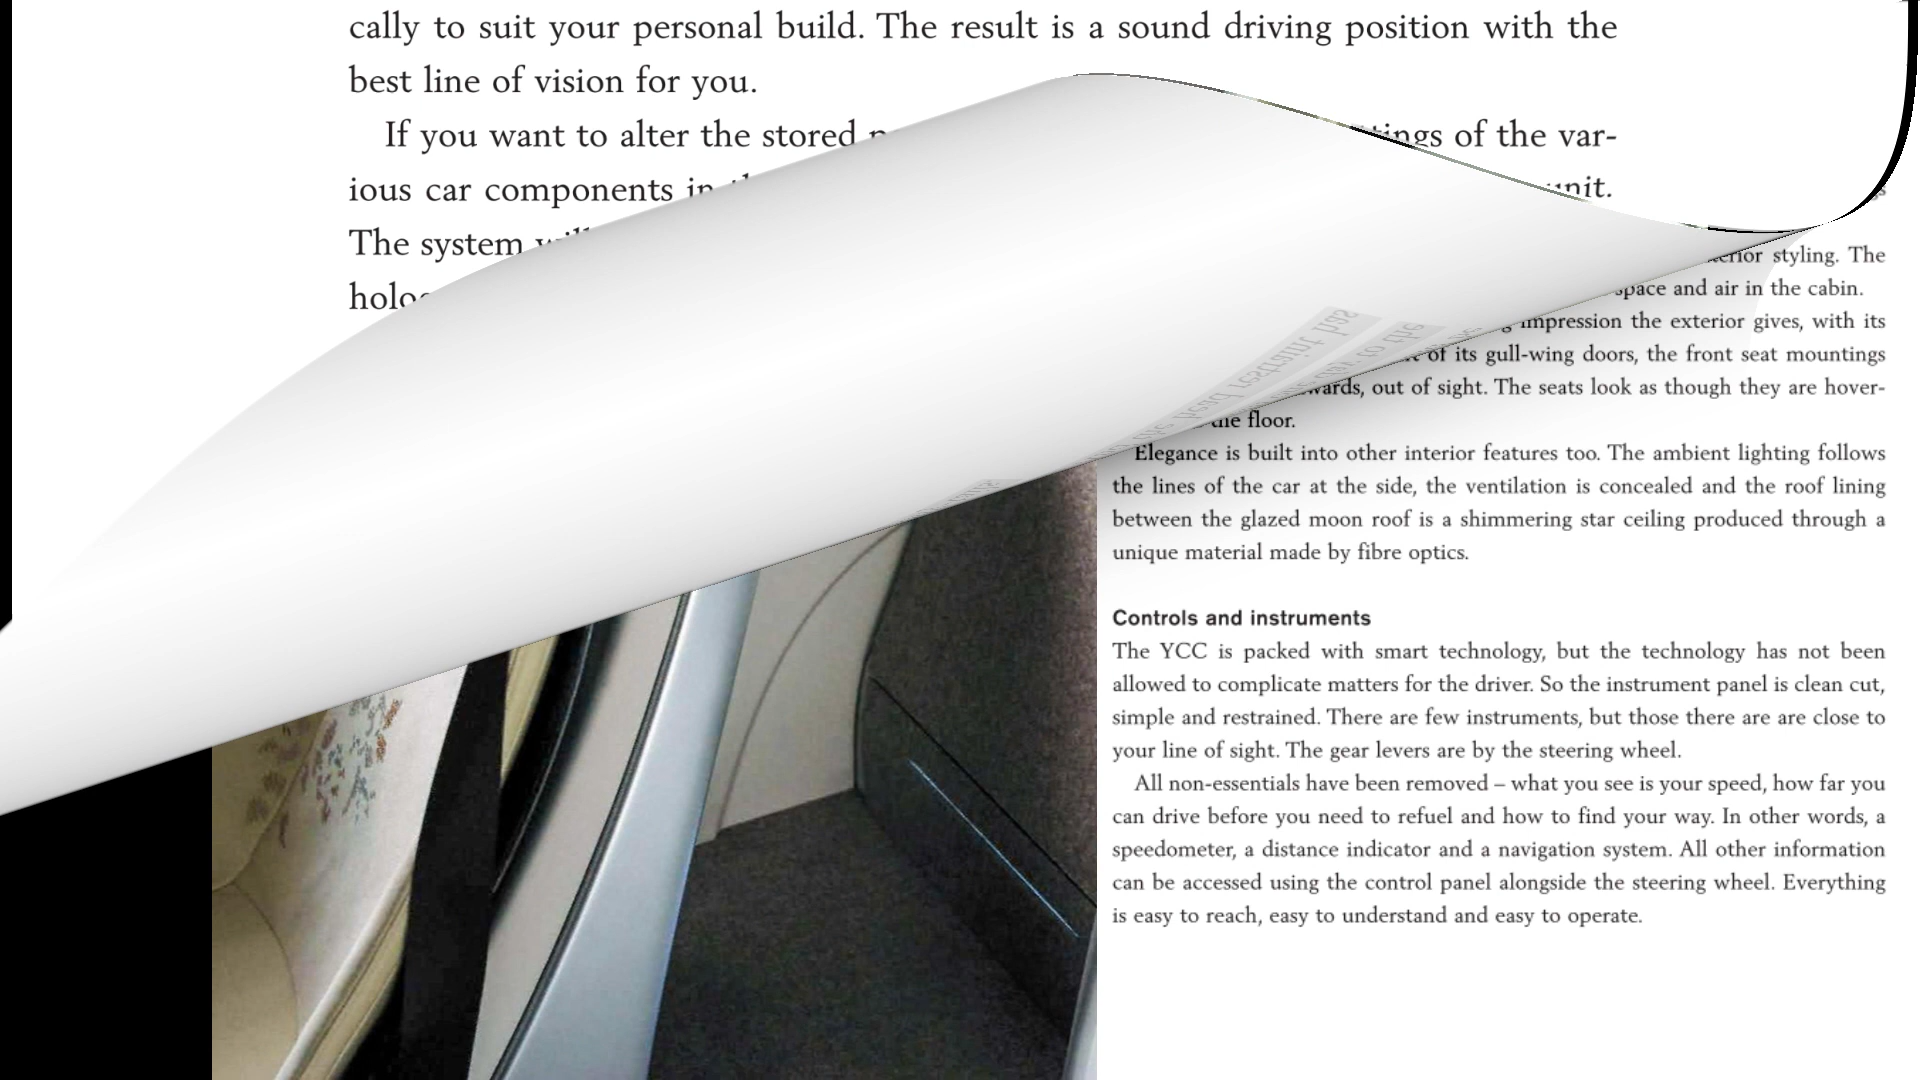 cally to suit your personal build. The result is a sound driving position with the
best line of vision for you.
If you want to alter the stored
of the var-
ious car components
The system
styling. The
and air in the cabin.
impression the exterior gives, with its
of its gull-wing doors, the front seat mountings
out of sight. The seats look as though they are hover-
floor.
Elegance is built into other interior features too. The ambient lighting follows
the lines of the car at the side, the ventilation is concealed and the roof lining
between the glazed moon roof is a shimmering star ceiling produced through a
unique material made by fibre optics.
Controls and instruments
The YCC is packed with smart technology, but the technology has not been
allowed to complicate matters for the driver. So the instrument panel is clean cut,
simple and restrained. There are few instruments, but those there are are close to
your line of sight. The gear levers are by the steering wheel.
All non-essentials have been removed – what you see is your speed, how far you
can drive before you need to refuel and how to find your way. In other words, a
speedometer, a distance indicator and a navigation system. All other information
can be accessed using the control panel alongside the steering wheel. Everything
is easy to reach, easy to understand and easy to operate.